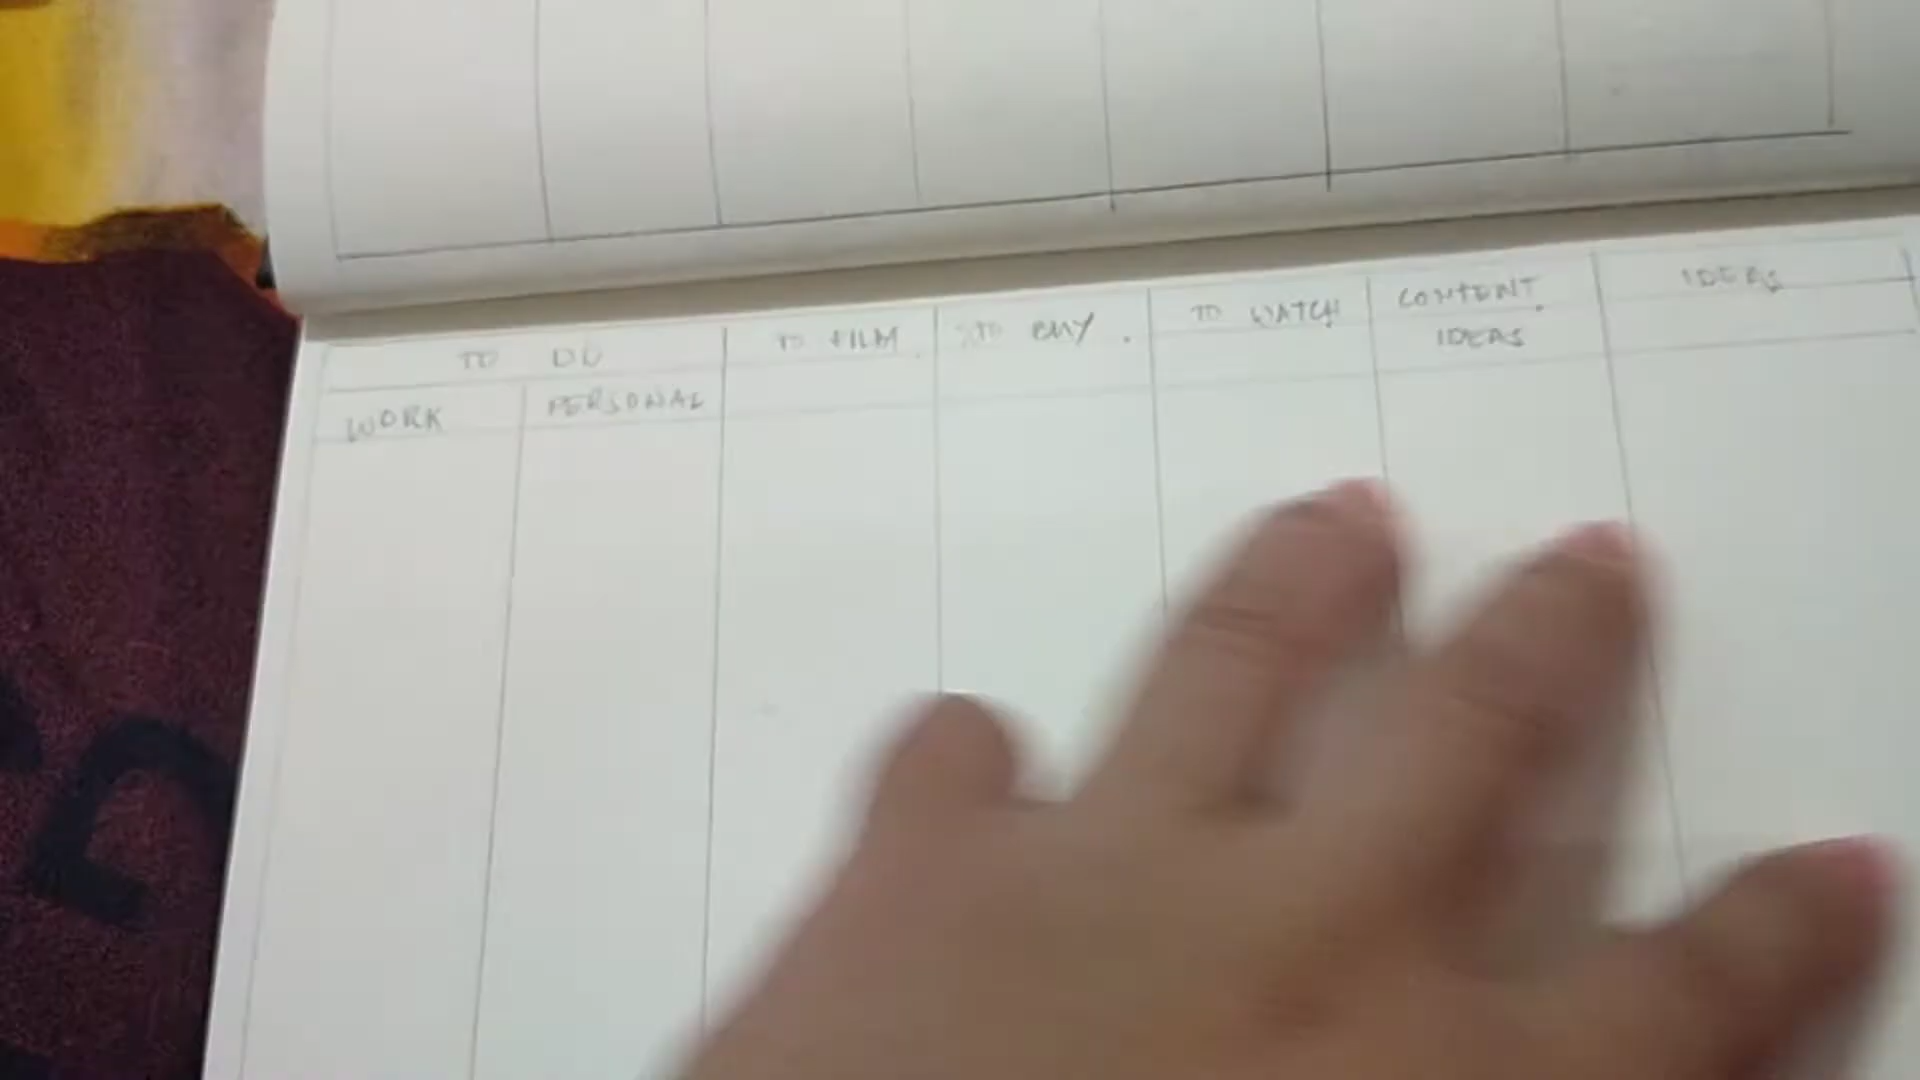 TO DO
TO FILM
TO BUY
TO WATCH
CONTENT
IDEAS
IDEAS
WORK
PERSONAL